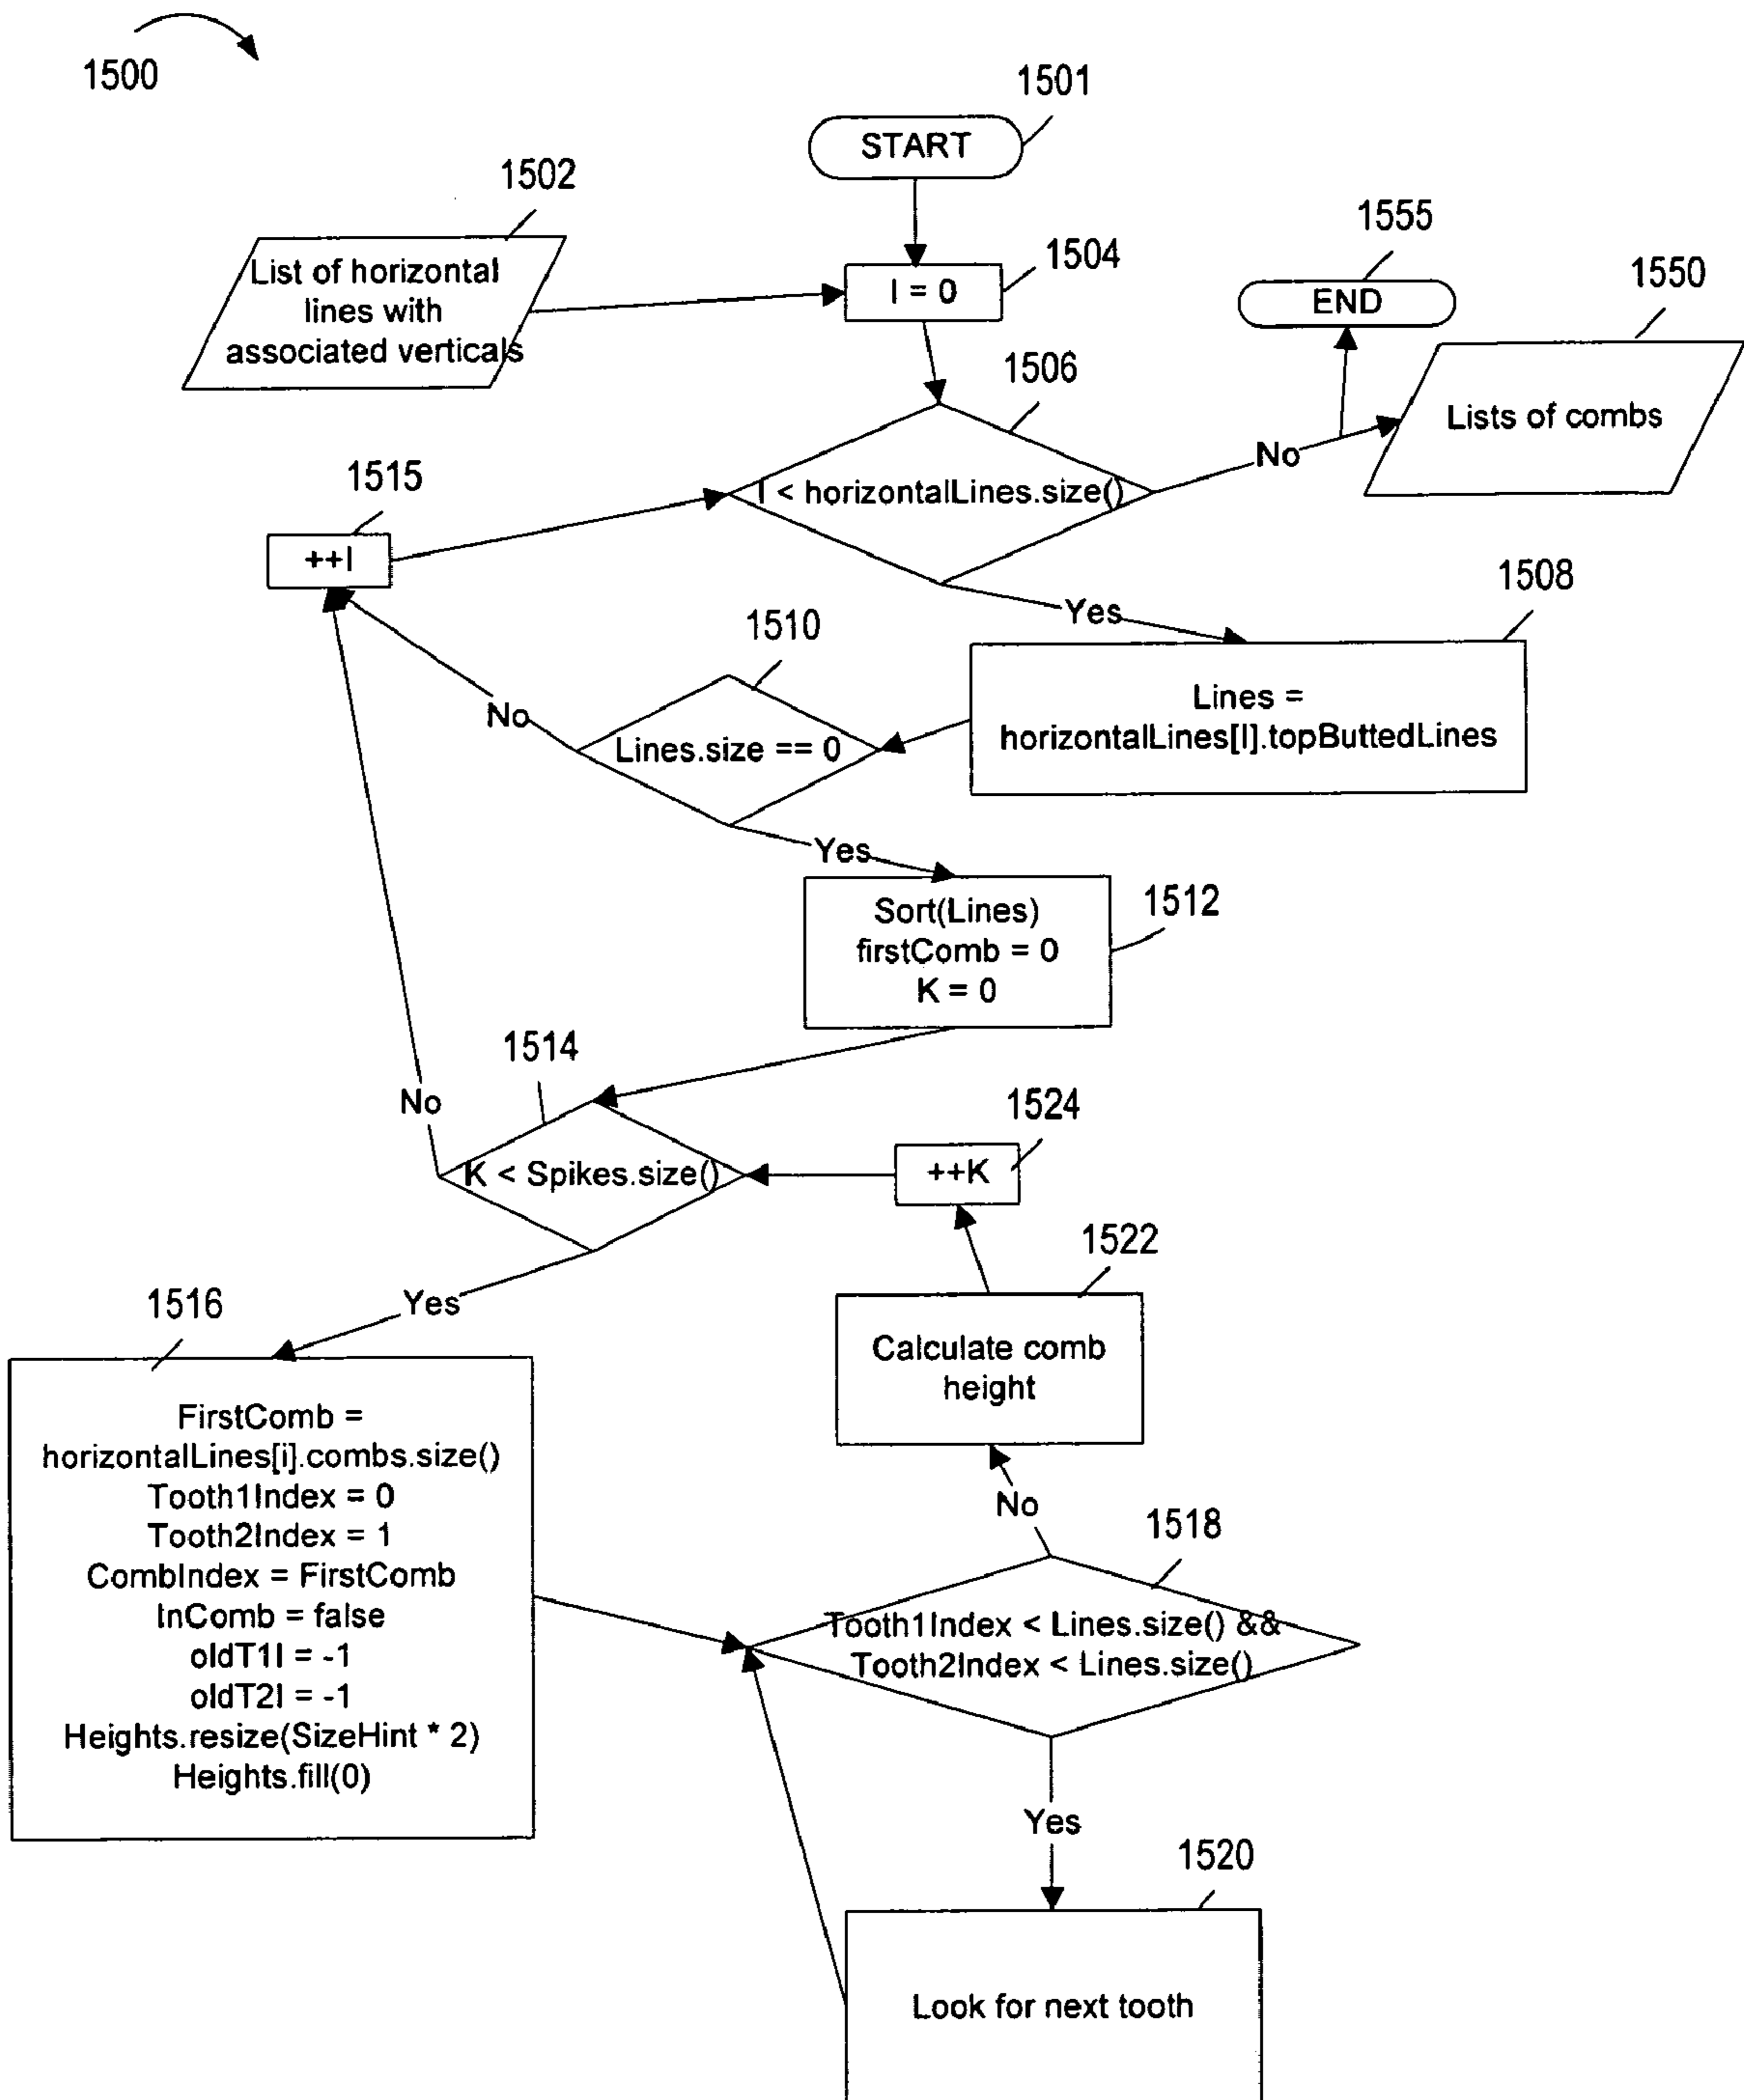 1500
1501
START
1502
List of horizontal
lines with
associated verticals
1504
I = 0
1555
END
1550
Lists of combs
1506
I < horizontalLines.size()
No
1515
++I
Yes
1508
Lines =
horizontalLines[I].topButtedLines
1510
Lines.size == 0
No
Yes
1512
Sort(Lines)
firstComb = 0
K = 0
1514
K < Spikes.size()
No
1524
++K
1522
Calculate comb
height
Yes
1516
FirstComb =
horizontalLines[i].combs.size()
Tooth1Index = 0
Tooth2Index = 1
CombIndex = FirstComb
InComb = false
oldT1I = -1
oldT2I = -1
Heights.resize(SizeHint * 2)
Heights.fill(0)
No
1518
Tooth1Index < Lines.size() &&
Tooth2Index < Lines.size()
Yes
1520
Look for next tooth